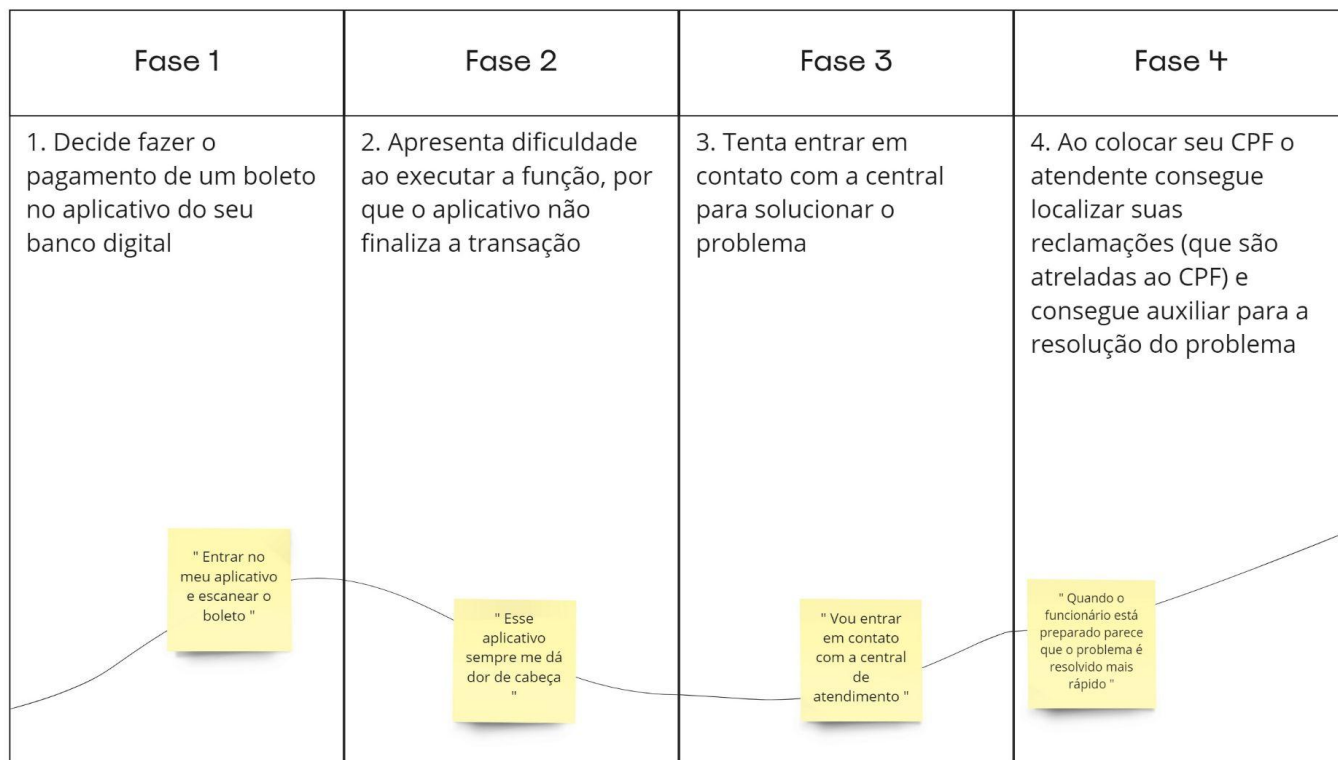 Fase 1
Fase 2
Fase 3
Fase 4
1. Decide fazer o
pagamento de um boleto
no aplicativo do seu
banco digital
2. Apresenta dificuldade
ao executar a função, por
que o aplicativo não
finaliza a transação
3. Tenta entrar em
contato com a central
para solucionar o
problema
4. Ao colocar seu CPF o
atendente consegue
localizar suas
reclamações (que são
atreladas ao CPF) e
consegue auxiliar para a
resolução do problema
" Entrar no
meu aplicativo
e escanear o
boleto "
" Esse
aplicativo
sempre me dá
dor de cabeça
"
" Vou entrar
em contato
com a central
de
atendimento "
" Quando o
funcionário está
preparado parece
que o problema é
resolvido mais
rápido "